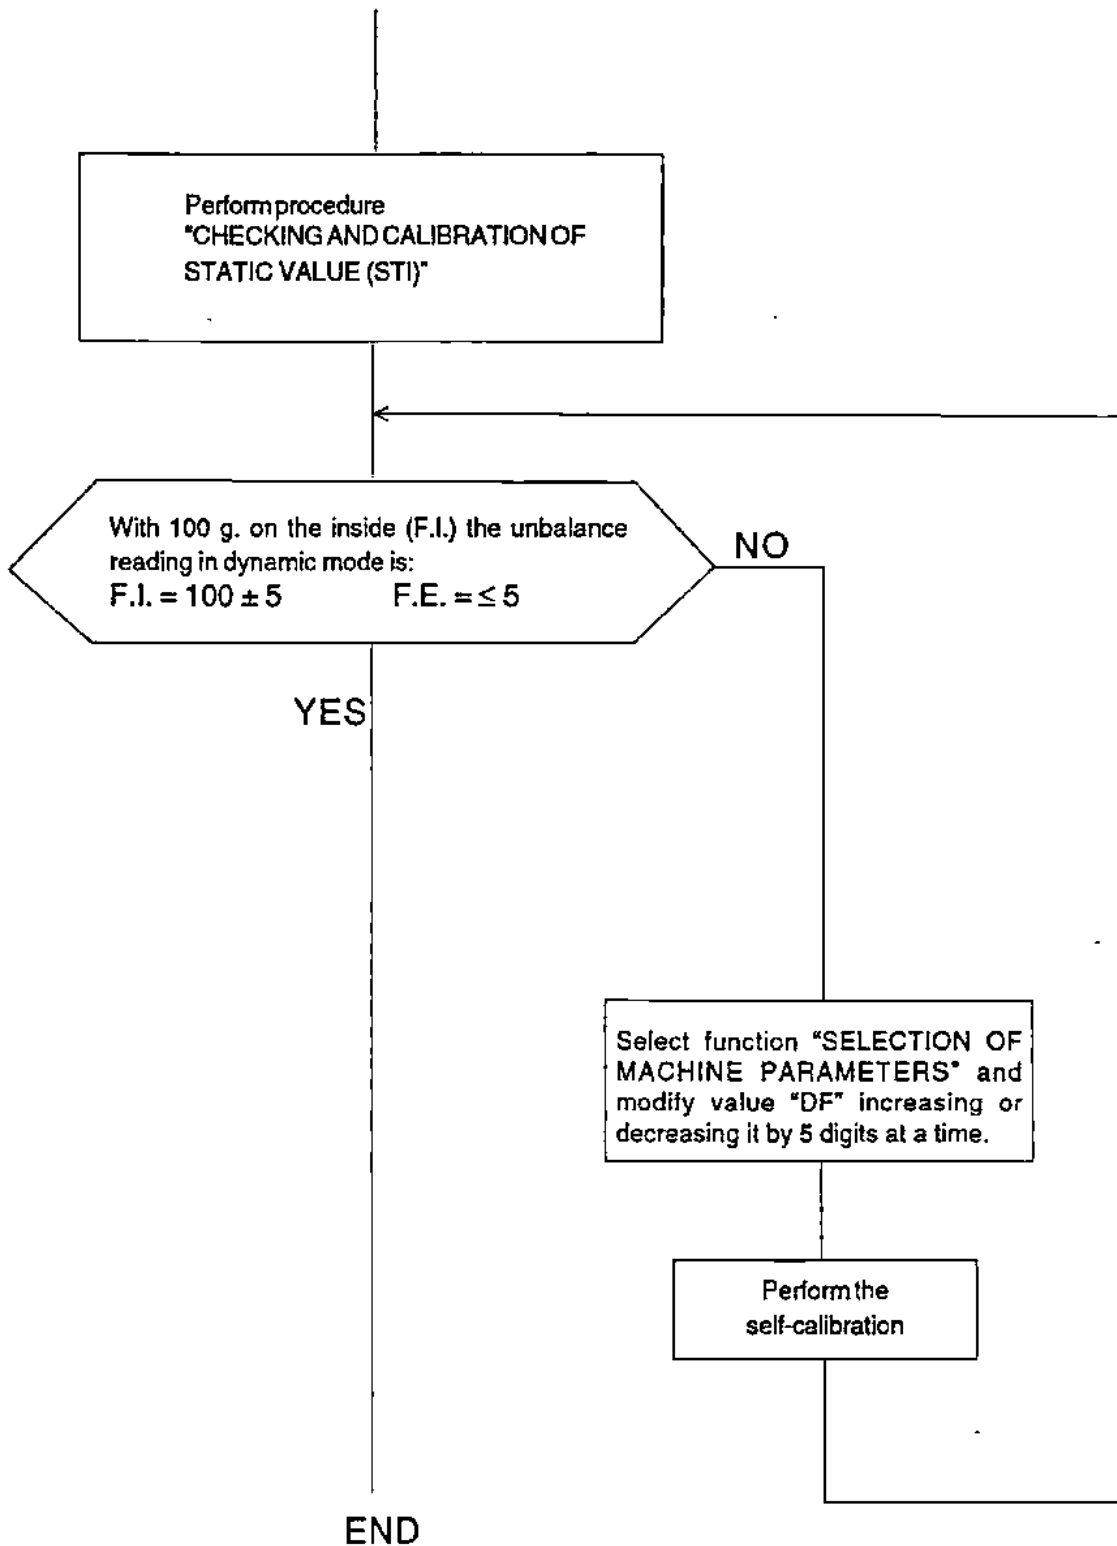 Perform procedure
"CHECKING AND CALIBRATION OF
STATIC VALUE (STI)"
With 100 g. on the inside (F.I.) the unbalance
reading in dynamic mode is:
F.I. = 100 ± 5 F.E. = ≤ 5
NO
YES
Select function "SELECTION OF
MACHINE PARAMETERS" and
modify value "DF" increasing or
decreasing it by 5 digits at a time.
Perform the
self-calibration
END